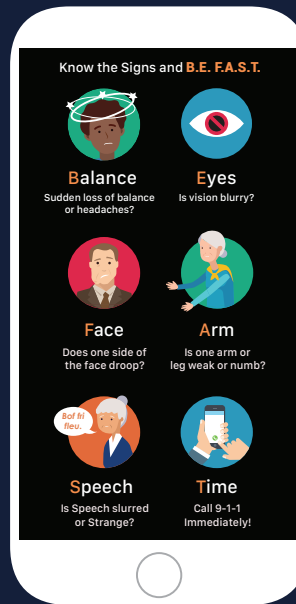 Know the Signs and B.E. F.A.S.T.
Balance
Sudden loss of balance
or headaches?
Eyes
Is vision blurry?
Face
Does one side of
the face droop?
Arm
Is one arm or
leg weak or numb?
Bof fri
fleu.
Speech
Is Speech slurred
or Strange?
Time
Call 9-1-1
Immediately!